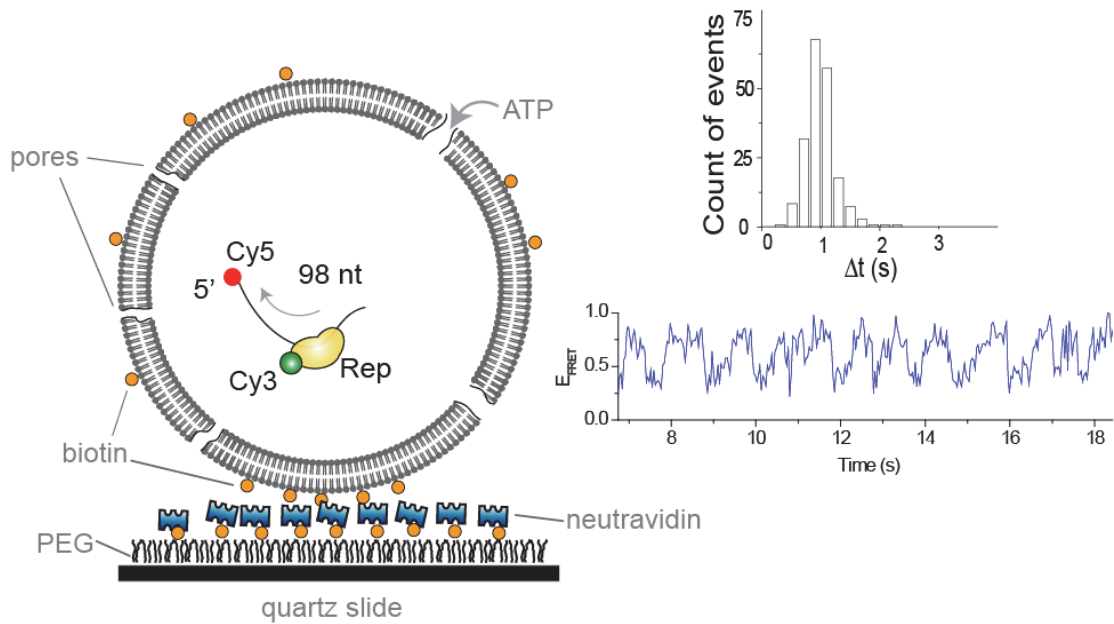 ATP
pores
Cy5
5'
98 nt
Cy3
Rep
biotin
neutravidin
PEG
quartz slide
75
50
25
0
Count of events
0 1 2 3
Δt (s)
1.0
0.5
0.0
E_FRET
8 10 12 14 16 18
Time (s)